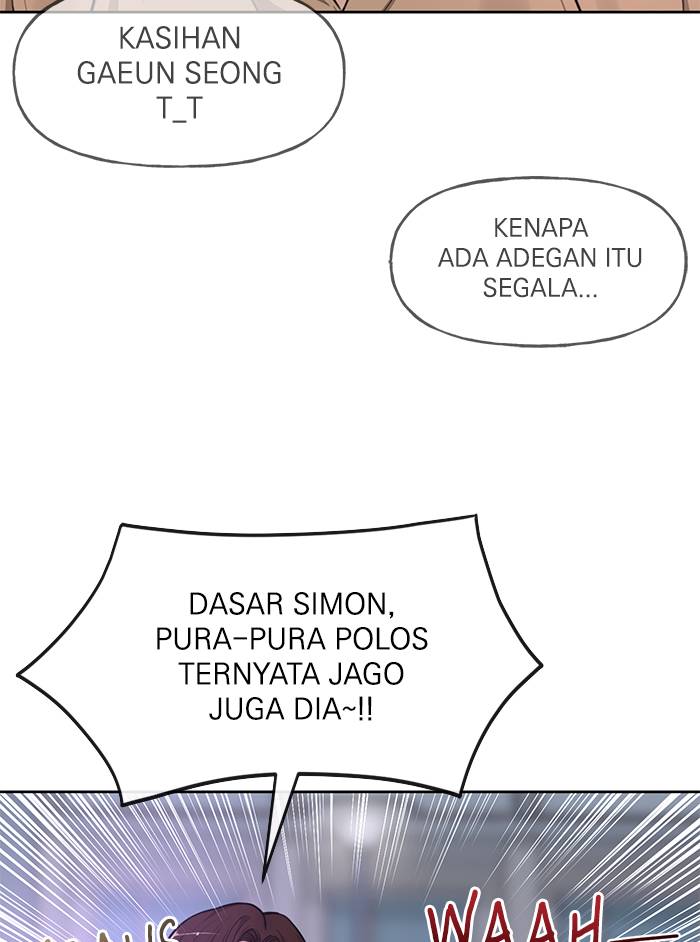 KASIHAN
GAEUN SEONG
T_T
KENAPA
ADA ADEGAN ITU
SEGALA...
DASAR SIMON,
PURA-PURA POLOS
TERNYATA JAGO
JUGA DIA~!!
WAAH